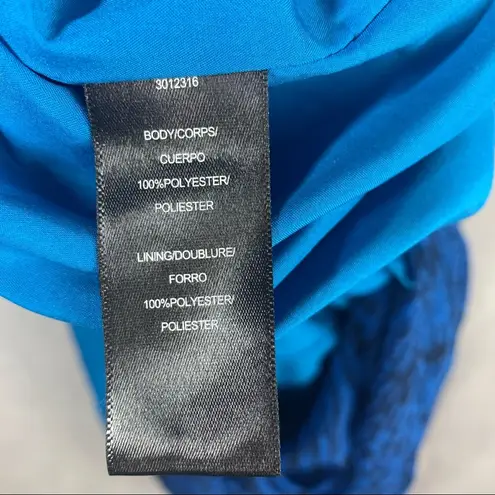 3012316
BODY/CORPS/
CUERPO
100%POLYESTER/
POLIESTER
LINING/DOUBLURE/
FORRO
100%POLYESTER/
POLIESTER